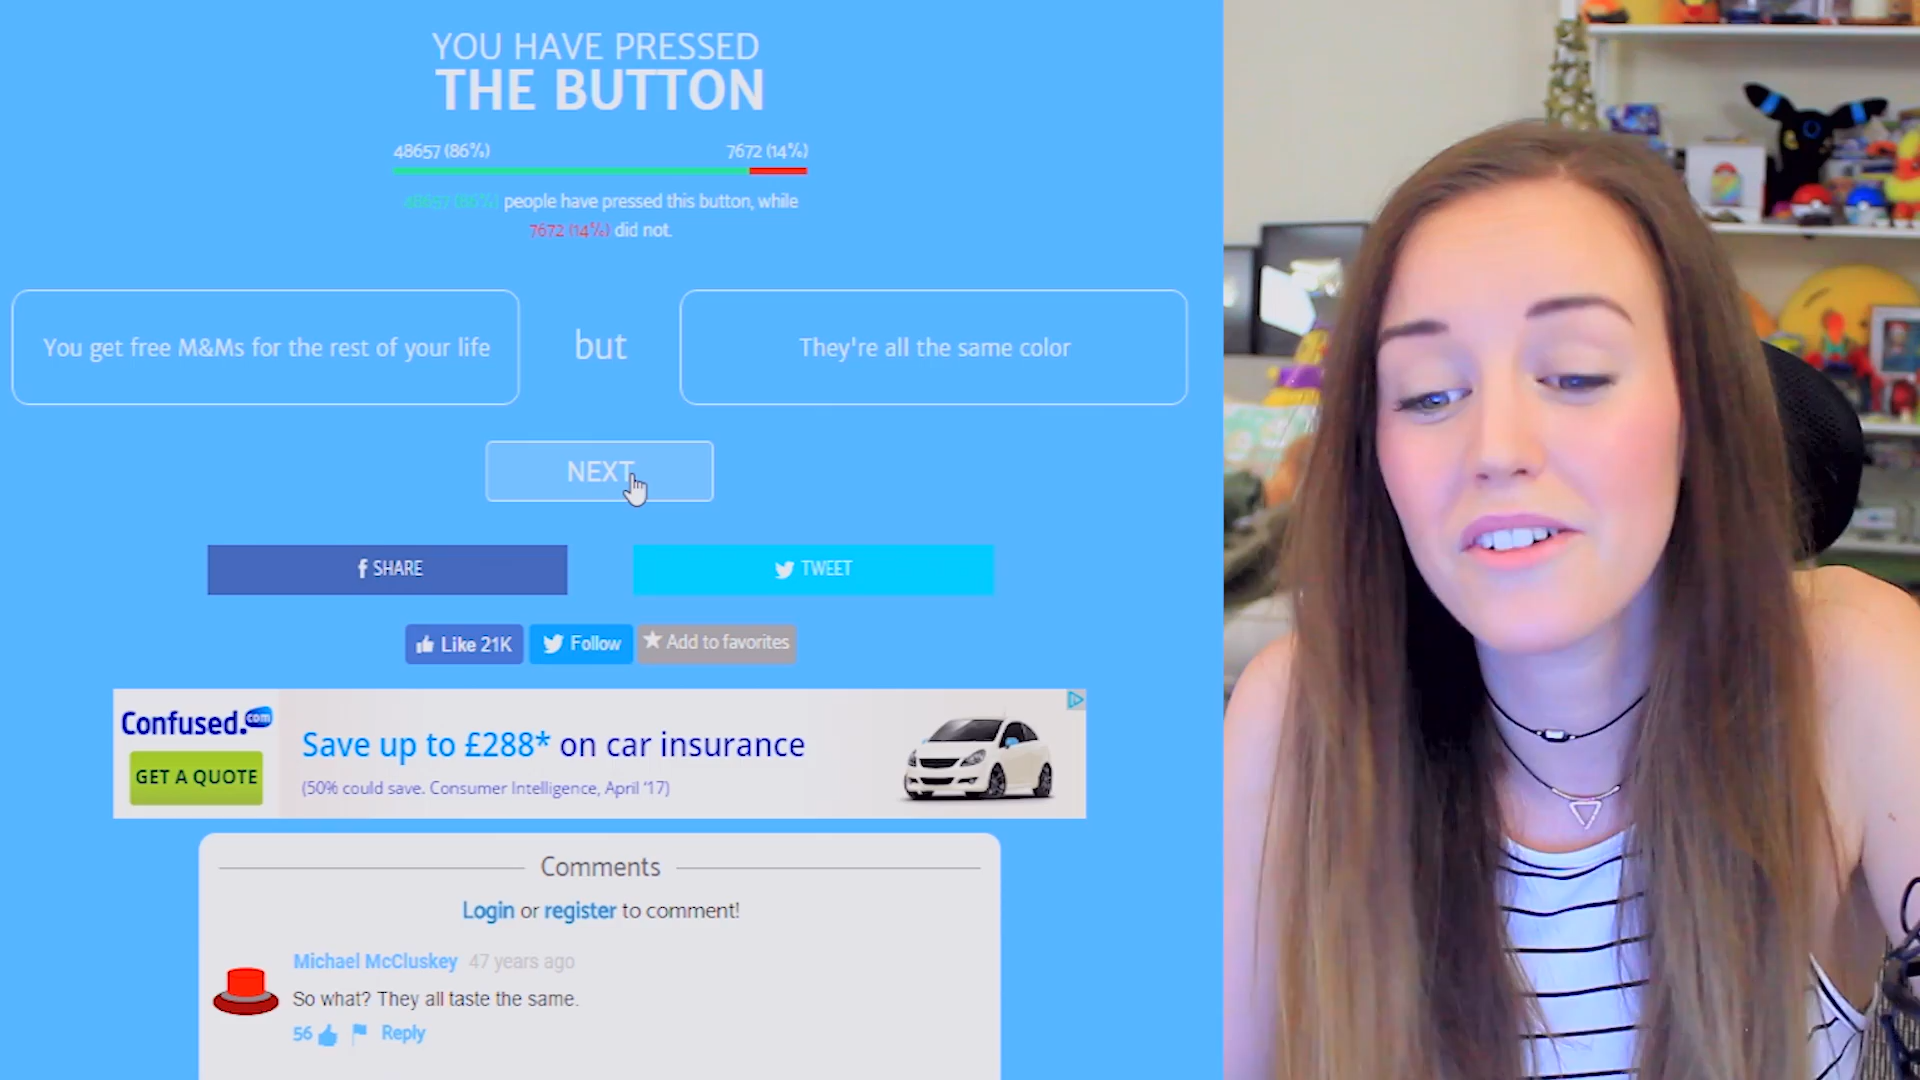 YOU HAVE PRESSED
THE BUTTON
48657 (86%)
7672 (14%)
48657 (86%) people have pressed this button, while
7672 (14%) did not.
You get free M&Ms for the rest of your life
but
They're all the same color
NEXT
SHARE
TWEET
Like 21K
Follow
Add to favorites
Confused.com
GET A QUOTE
Save up to £288* on car insurance
(50% could save. Consumer Intelligence, April '17)
Comments
Login or register to comment!
Michael McCluskey 47 years ago
So what? They all taste the same.
56
Reply